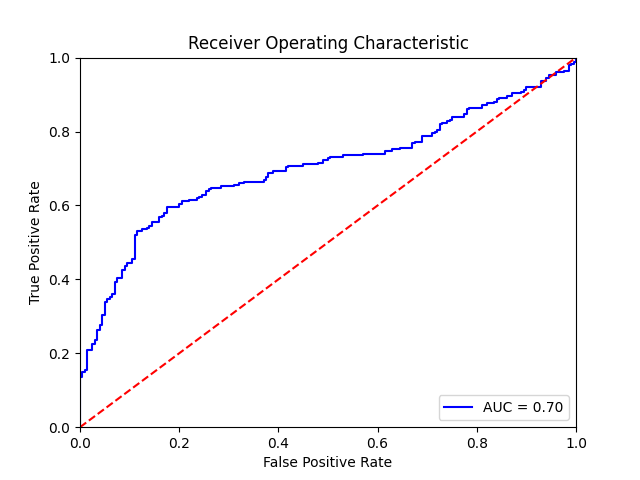 Receiver Operating Characteristic
True Positive Rate
1.0
0.8
0.6
0.4
0.2
0.0
AUC = 0.70
0.0 0.2 0.4 0.6 0.8 1.0
False Positive Rate